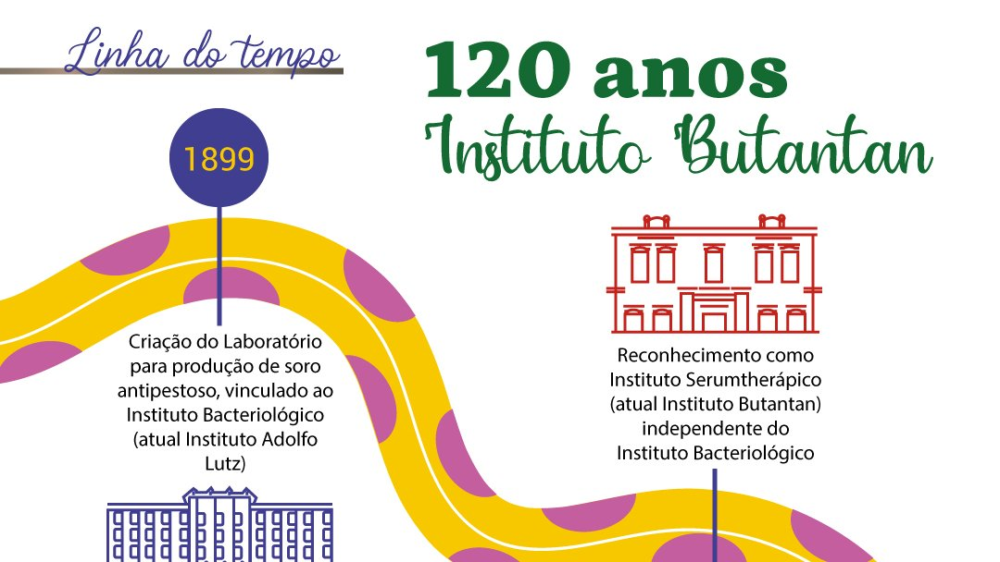 Linha do tempo
120 anos
Instituto Butantan
1899
Criação do Laboratório
para produção de soro
antipestoso, vinculado ao
Instituto Bacteriológico
(atual Instituto Adolfo
Lutz)
Reconhecimento como
Instituto Serumtherápico
(atual Instituto Butantan)
independente do
Instituto Bacteriológico